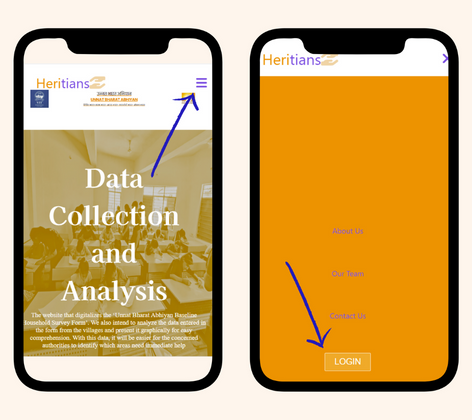 Heritians
उन्नत भारत अभियान
UNNAT BHARAT ABHIYAN
Data
Collection
and
Analysis
The website that digitalizes the "Unnat Bharat Abhiyan Baseline
Household Survey Form". We also intend to analyze the data entered in
the form from the villages and present it graphically for easy
comprehension. With this data, it will be easier for the concerned
authorities to identify which areas need immediate help
Heritians
About Us
Our Team
Contact Us
LOGIN